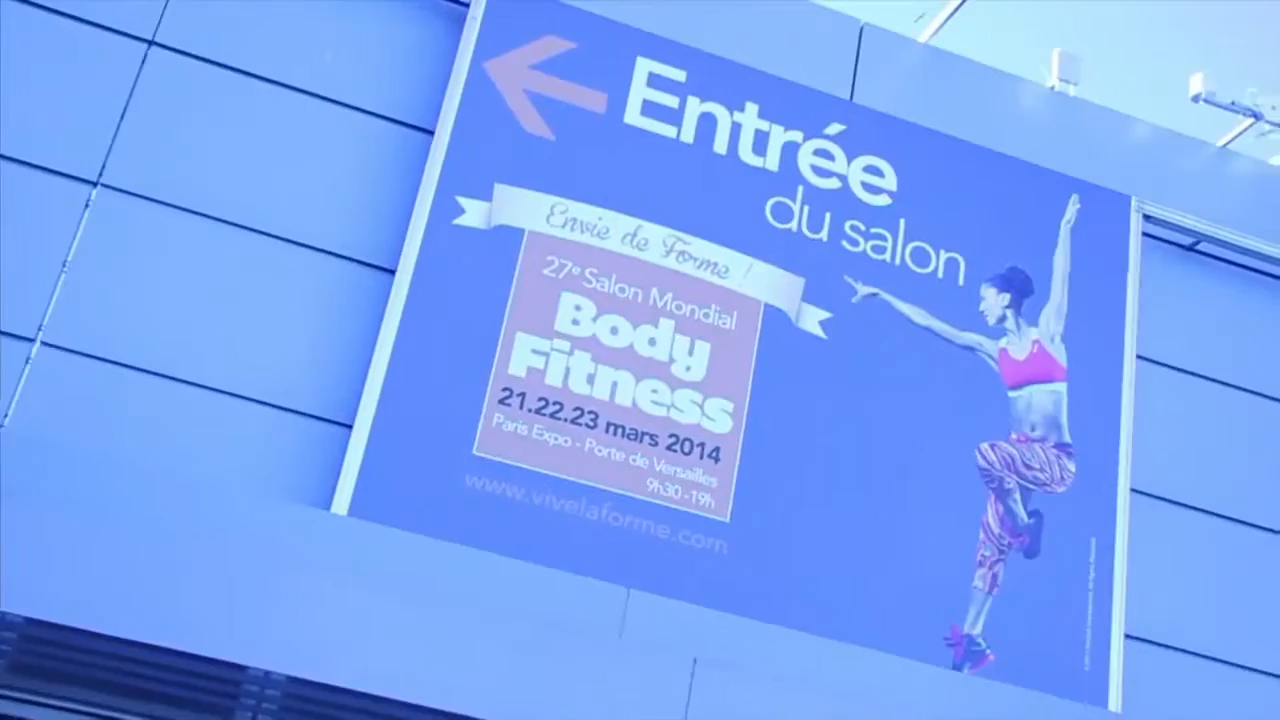 Entrée
du salon
Envie de Forme !
27e Salon Mondial
Body
Fitness
21.22.23 mars 2014
Paris Expo - Porte de Versailles
9h30 -19h
www.vivelaforme.com